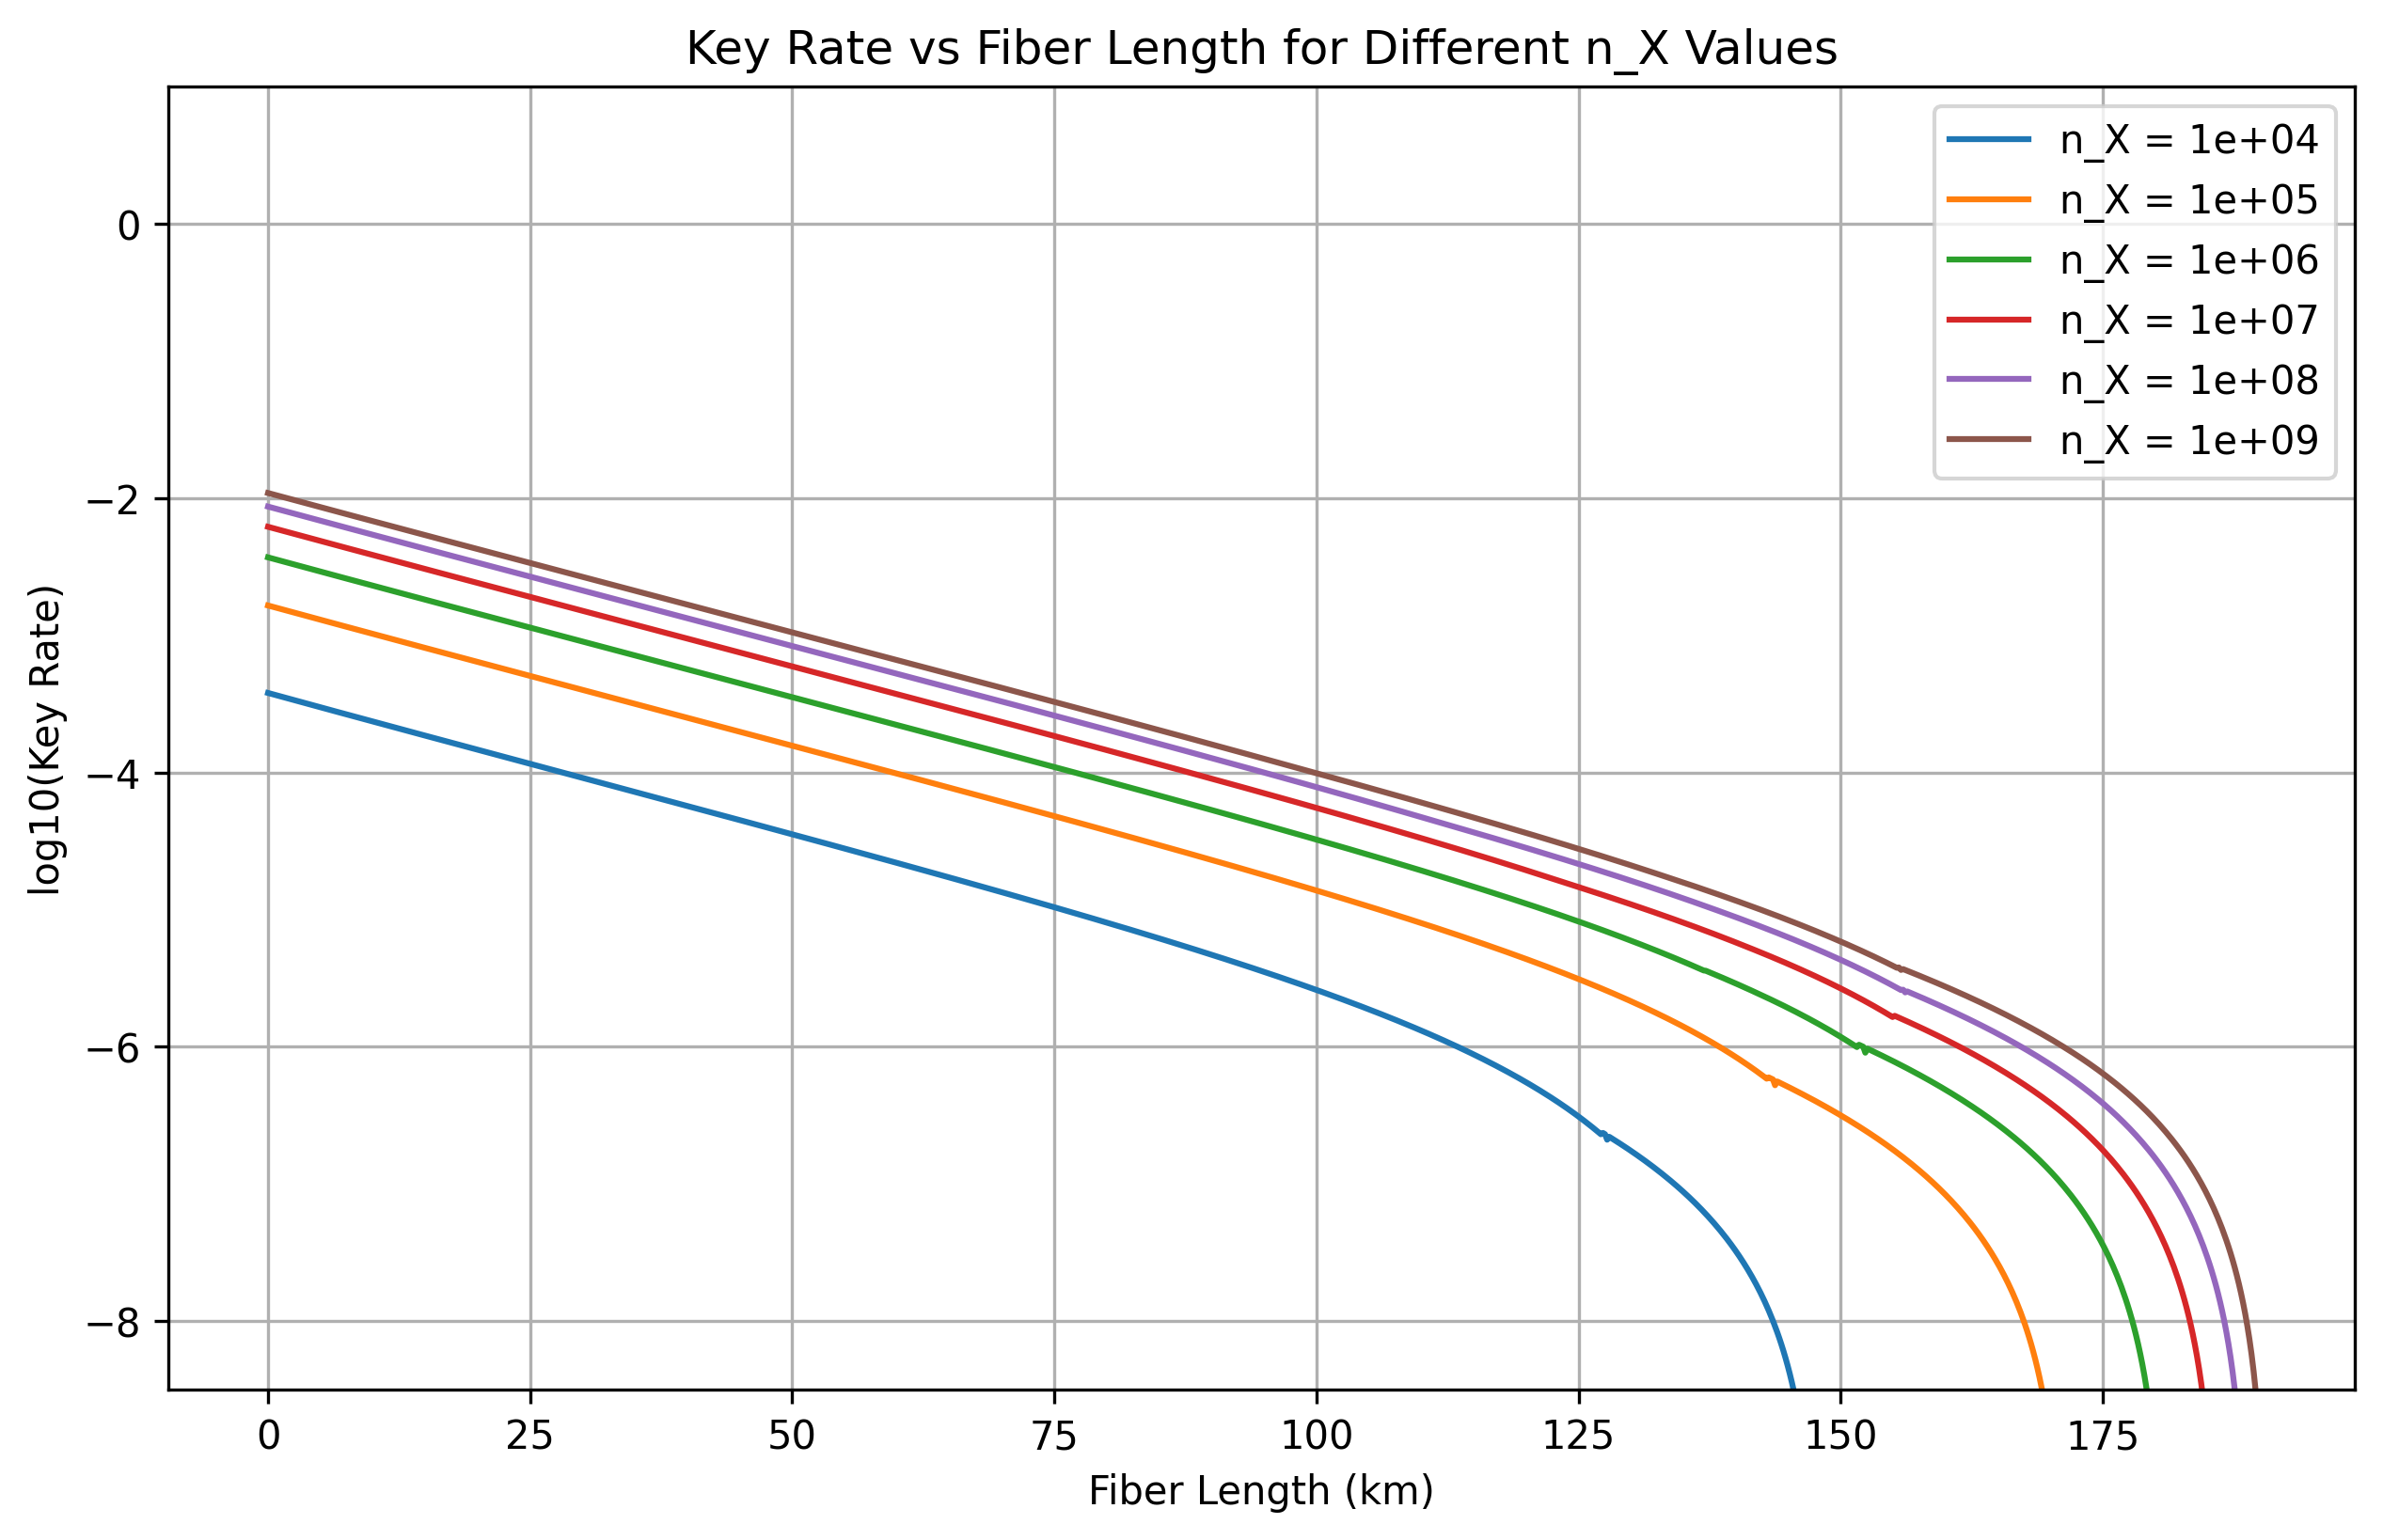 Key Rate vs Fiber Length for Different n_X Values
n_X = 1e+04
n_X = 1e+05
n_X = 1e+06
n_X = 1e+07
n_X = 1e+08
n_X = 1e+09
log10(Key Rate)
0
−2
−4
−6
−8
0 25 50 75 100 125 150 175
Fiber Length (km)